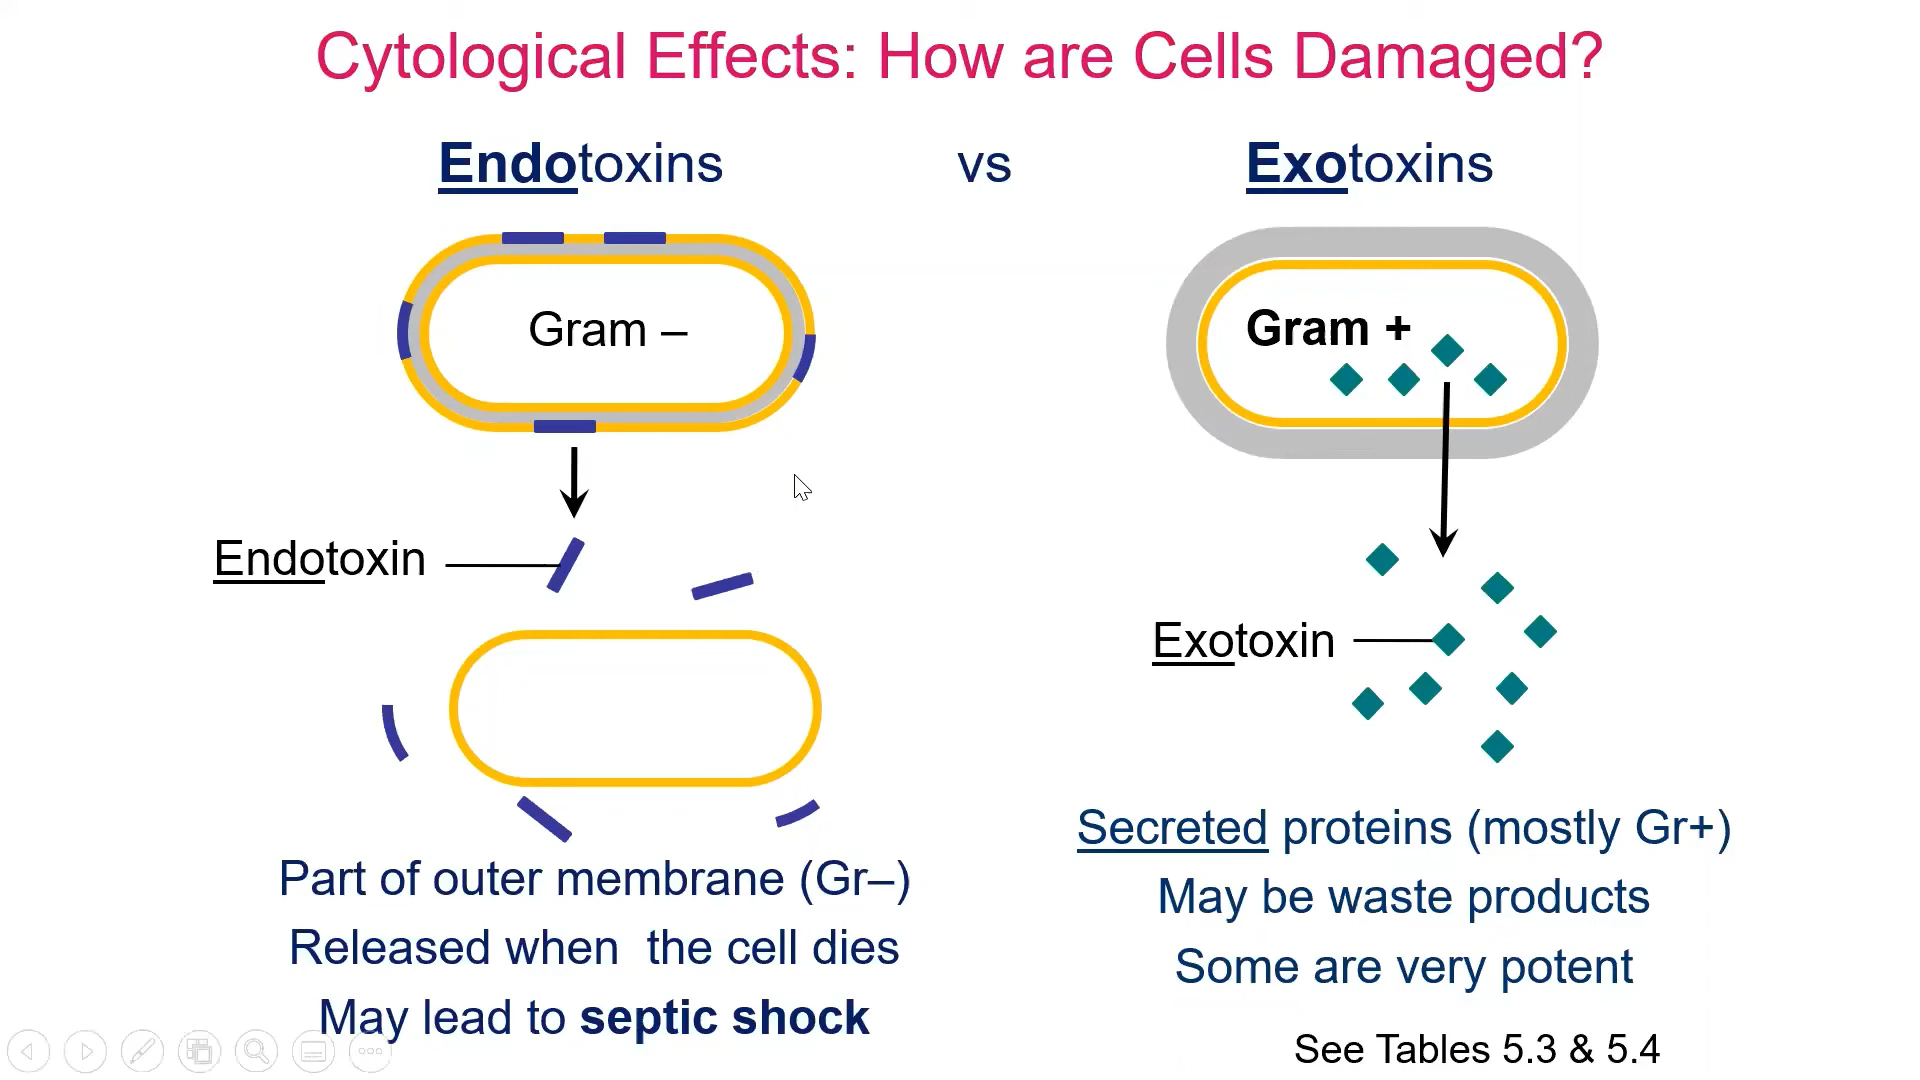 Cytological Effects: How are Cells Damaged?
Endotoxins vs Exotoxins
Gram –
Gram +
Endotoxin
Exotoxin
Part of outer membrane (Gr–)
Released when the cell dies
May lead to septic shock
Secreted proteins (mostly Gr+)
May be waste products
Some are very potent
See Tables 5.3 & 5.4